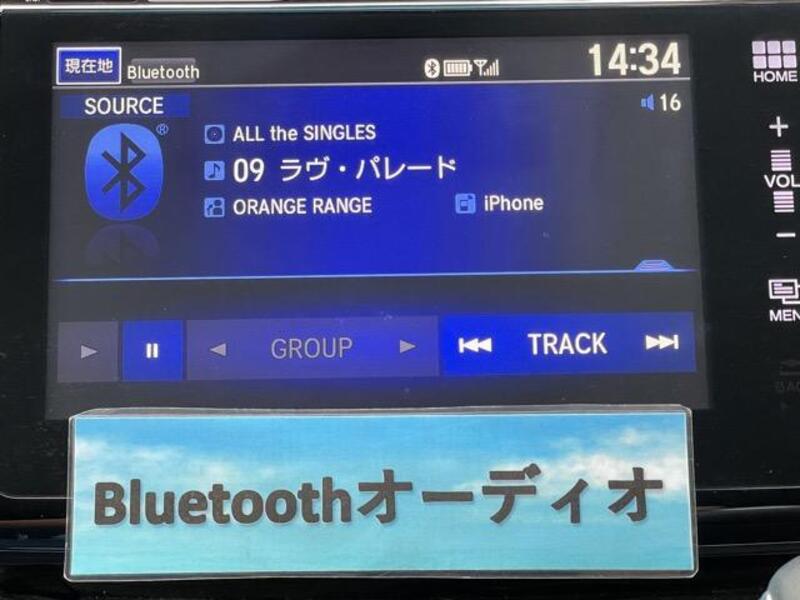 現在地 Bluetooth 14:34
SOURCE 16
®
ALL the SINGLES
09 ラヴ・パレード
ORANGE RANGE iPhone
GROUP TRACK
HOME
+
VOL
-
MEN
Bluetoothオーディオ